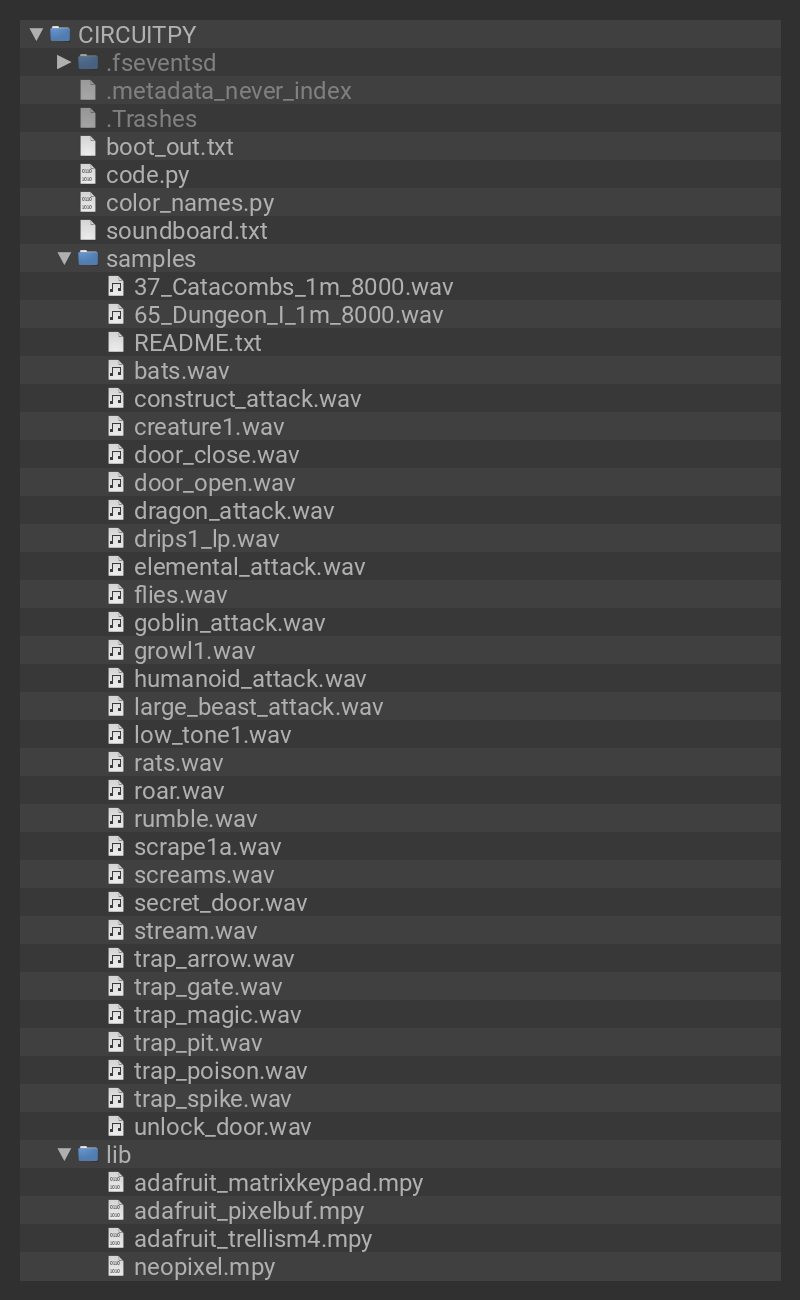 CIRCUITPY
.fseventsd
.metadata_never_index
.Trashes
boot_out.txt
code.py
color_names.py
soundboard.txt
samples
37_Catacombs_1m_8000.wav
65_Dungeon_I_1m_8000.wav
README.txt
bats.wav
construct_attack.wav
creature1.wav
door_close.wav
door_open.wav
dragon_attack.wav
drips1_lp.wav
elemental_attack.wav
flies.wav
goblin_attack.wav
growl1.wav
humanoid_attack.wav
large_beast_attack.wav
low_tone1.wav
rats.wav
roar.wav
rumble.wav
scrape1a.wav
screams.wav
secret_door.wav
stream.wav
trap_arrow.wav
trap_gate.wav
trap_magic.wav
trap_pit.wav
trap_poison.wav
trap_spike.wav
unlock_door.wav
lib
adafruit_matrixkeypad.mpy
adafruit_pixelbuf.mpy
adafruit_trellism4.mpy
neopixel.mpy